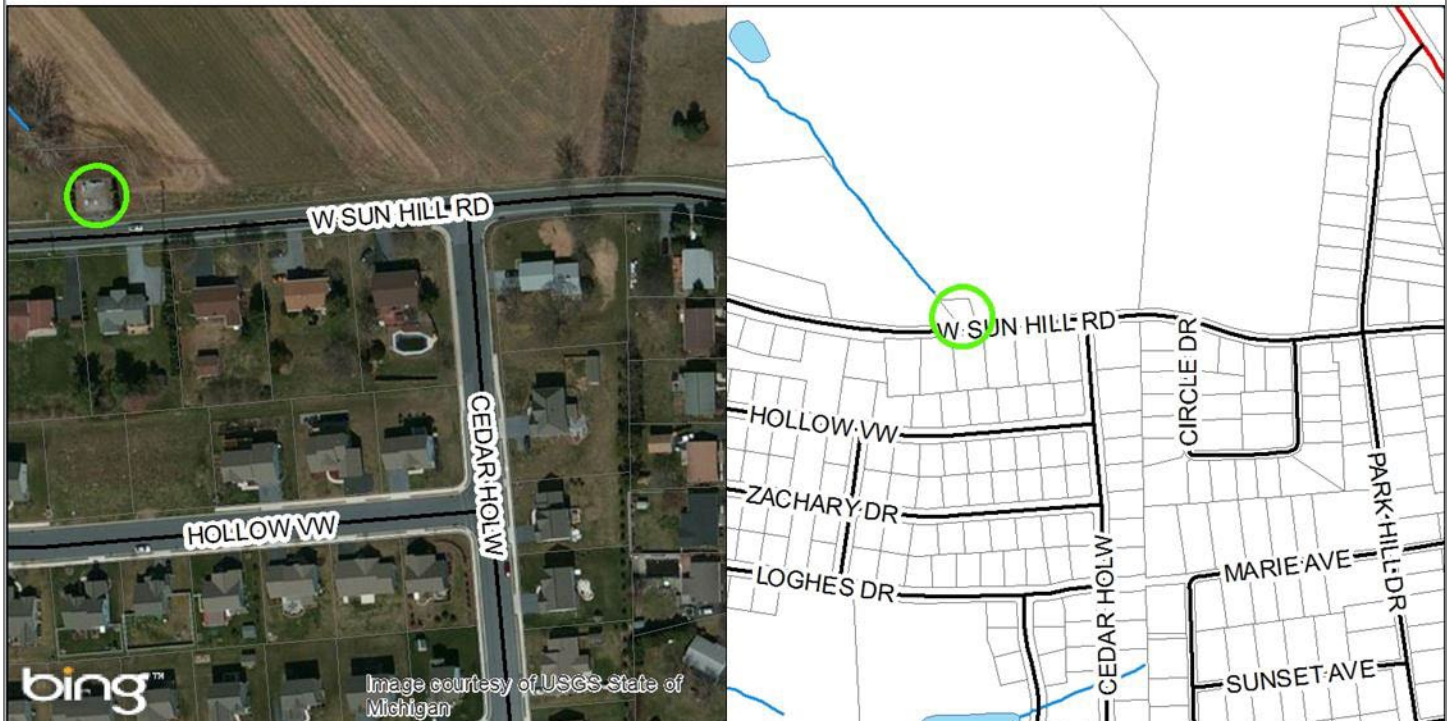 W SUN HILL RD
CEDAR HOLW
HOLLOW VW
bing™
Image courtesy of USGS State of
Michigan
W SUN HILL RD
CIRCLE DR
HOLLOW VW
PARK HILL DR
ZACHARY DR
MARIE AVE
LOGHES DR
CEDAR HOLW
SUNSET AVE